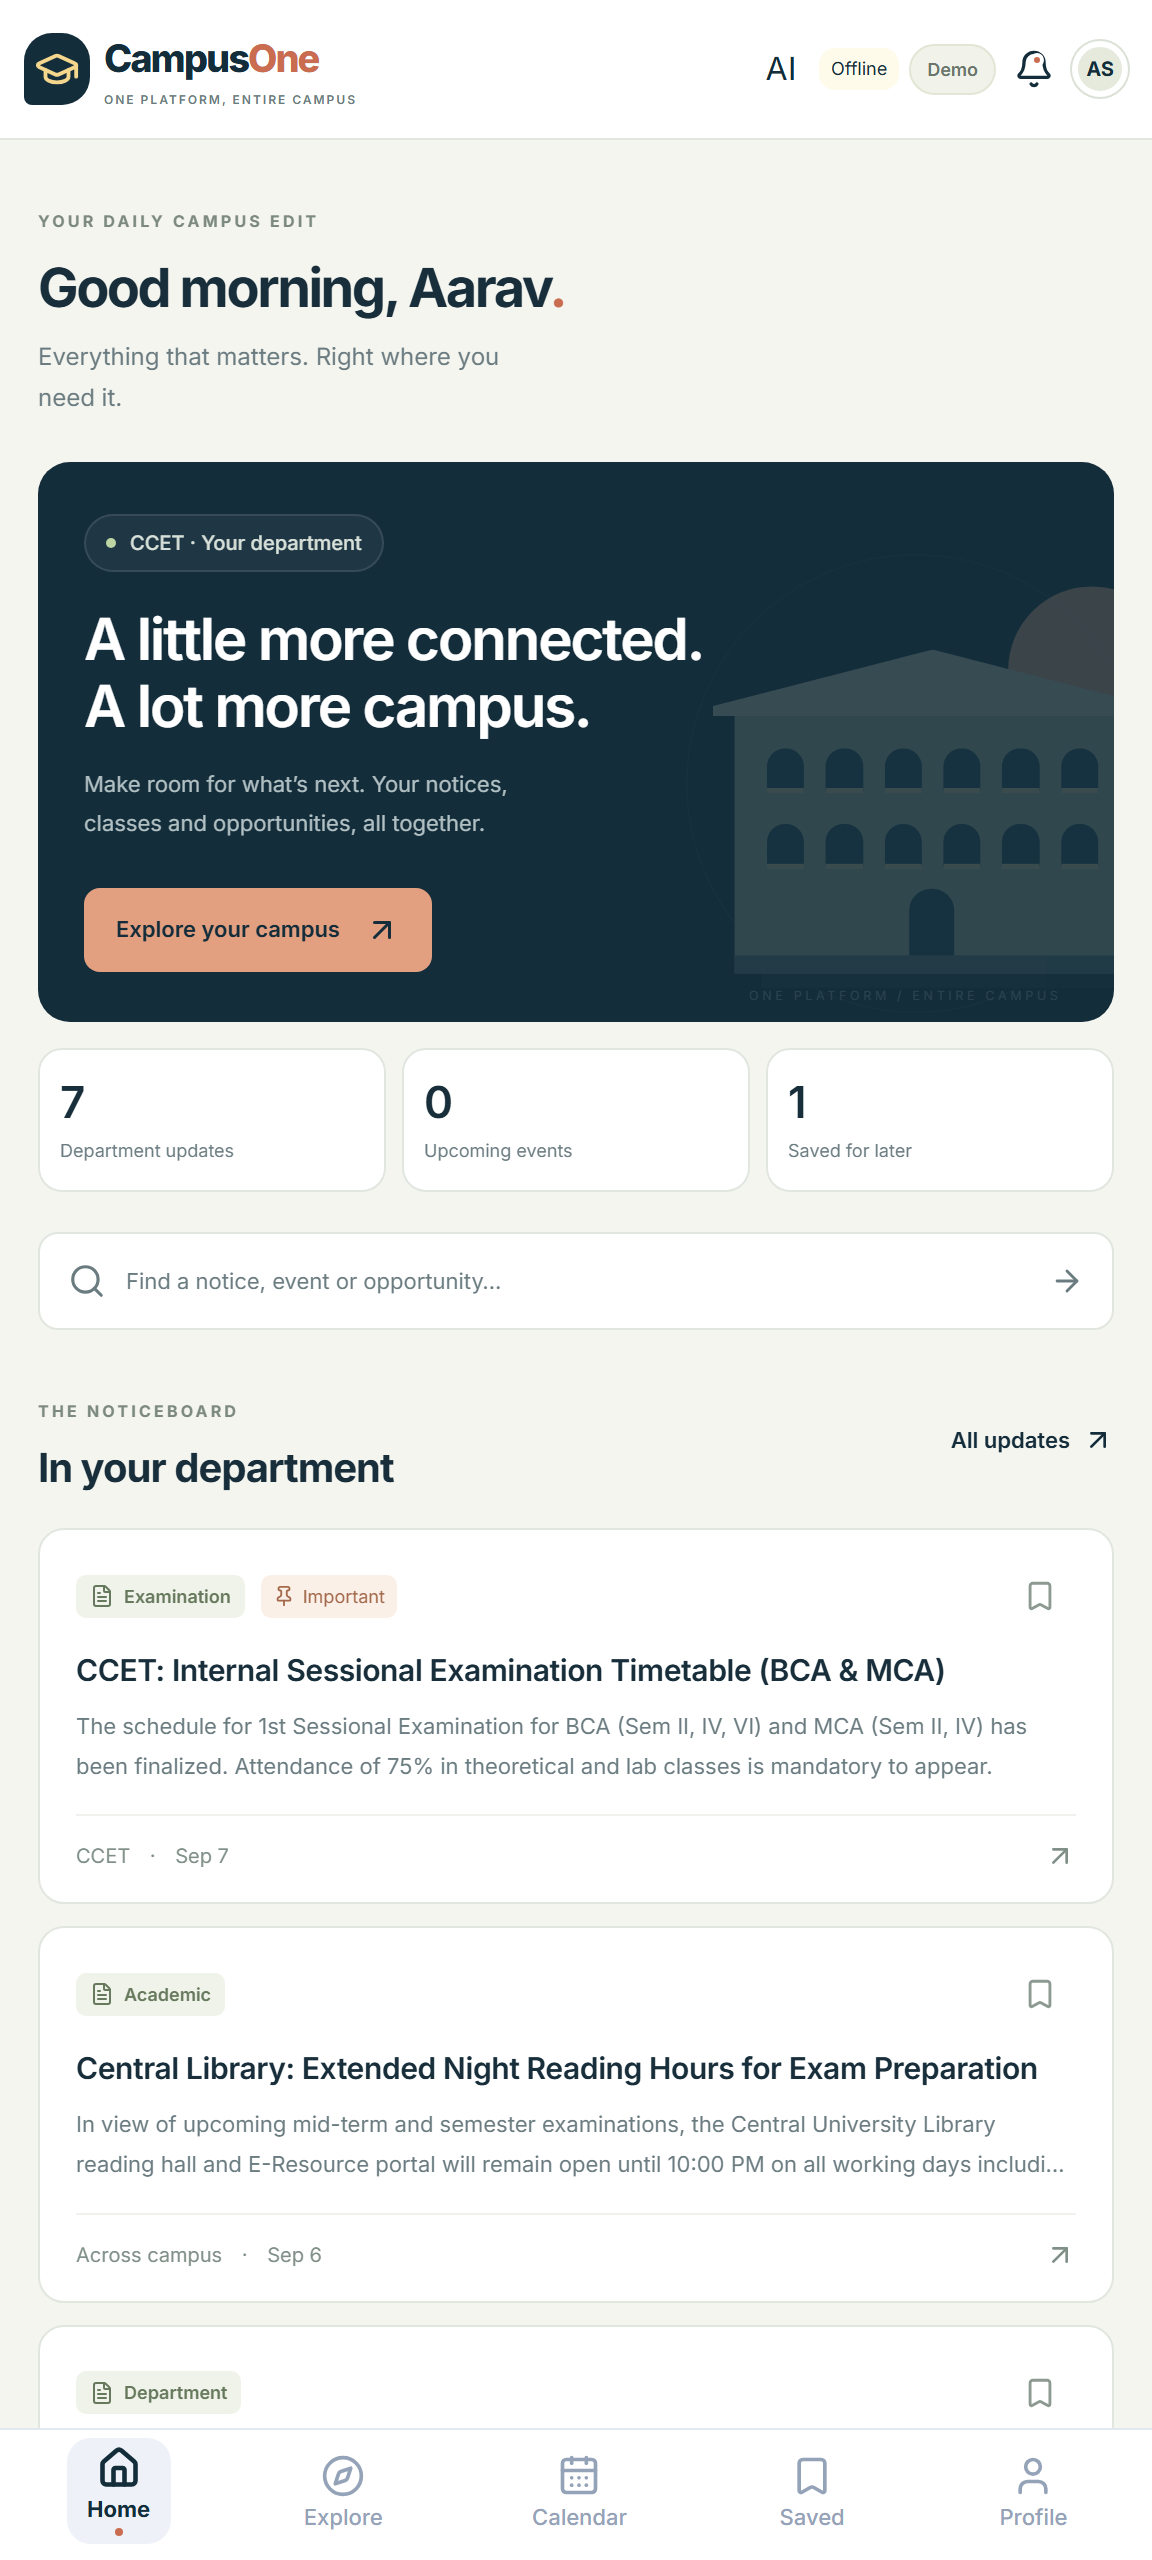 CampusOne
ONE PLATFORM, ENTIRE CAMPUS
AI
Offline
Demo
AS
YOUR DAILY CAMPUS EDIT
Good morning, Aarav.
Everything that matters. Right where you
need it.
CCET · Your department
A little more connected.
A lot more campus.
Make room for what’s next. Your notices,
classes and opportunities, all together.
Explore your campus
ONE PLATFORM / ENTIRE CAMPUS
7
Department updates
0
Upcoming events
1
Saved for later
Find a notice, event or opportunity...
THE NOTICEBOARD
In your department
All updates
Examination
Important
CCET: Internal Sessional Examination Timetable (BCA & MCA)
The schedule for 1st Sessional Examination for BCA (Sem II, IV, VI) and MCA (Sem II, IV) has
been finalized. Attendance of 75% in theoretical and lab classes is mandatory to appear.
CCET · Sep 7
Academic
Central Library: Extended Night Reading Hours for Exam Preparation
In view of upcoming mid-term and semester examinations, the Central University Library
reading hall and E-Resource portal will remain open until 10:00 PM on all working days includi...
Across campus · Sep 6
Department
Home
Explore
Calendar
Saved
Profile